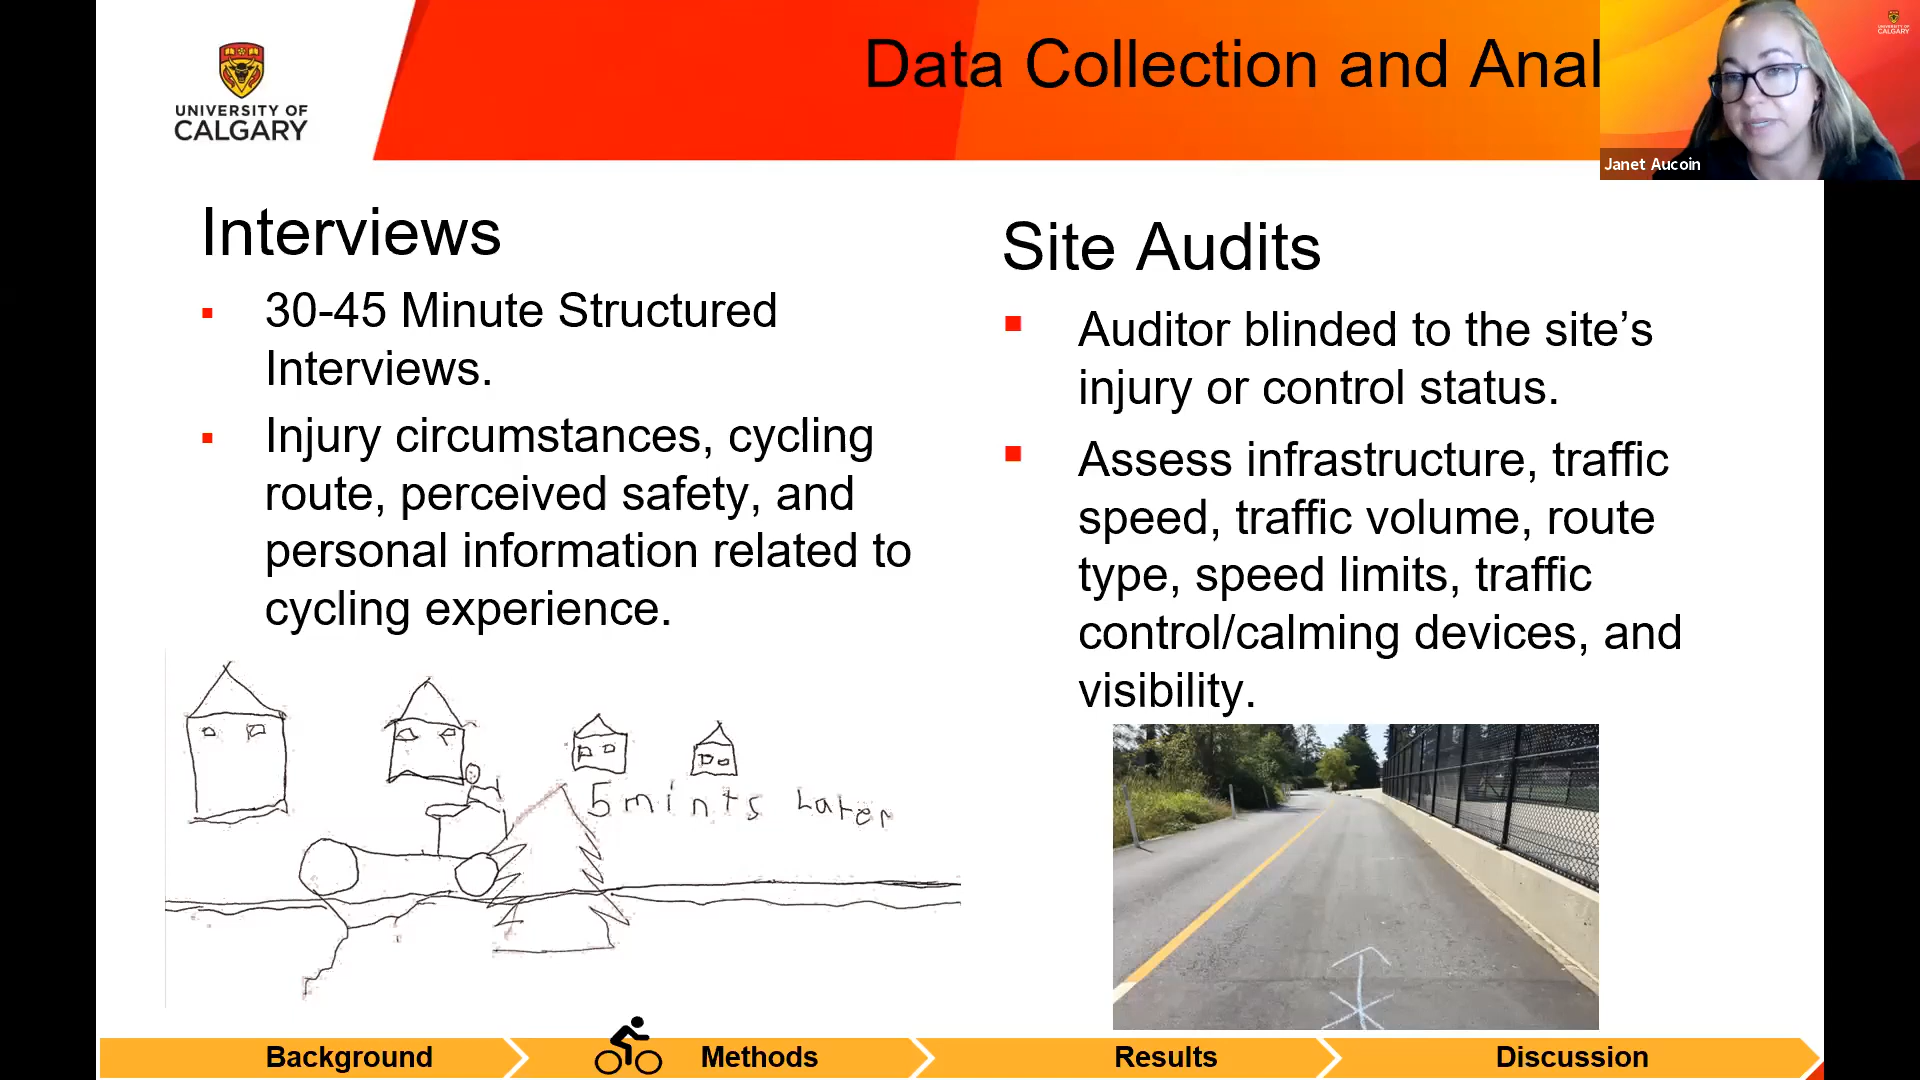 UNIVERSITY OF
CALGARY
Data Collection and Anal
UNIVERSITY OF
CALGARY
Janet Aucoin
Interviews
▪ 30-45 Minute Structured
Interviews.
▪ Injury circumstances, cycling
route, perceived safety, and
personal information related to
cycling experience.
5 mints Later
Site Audits
▪ Auditor blinded to the site’s
injury or control status.
▪ Assess infrastructure, traffic
speed, traffic volume, route
type, speed limits, traffic
control/calming devices, and
visibility.
Background
Methods
Results
Discussion